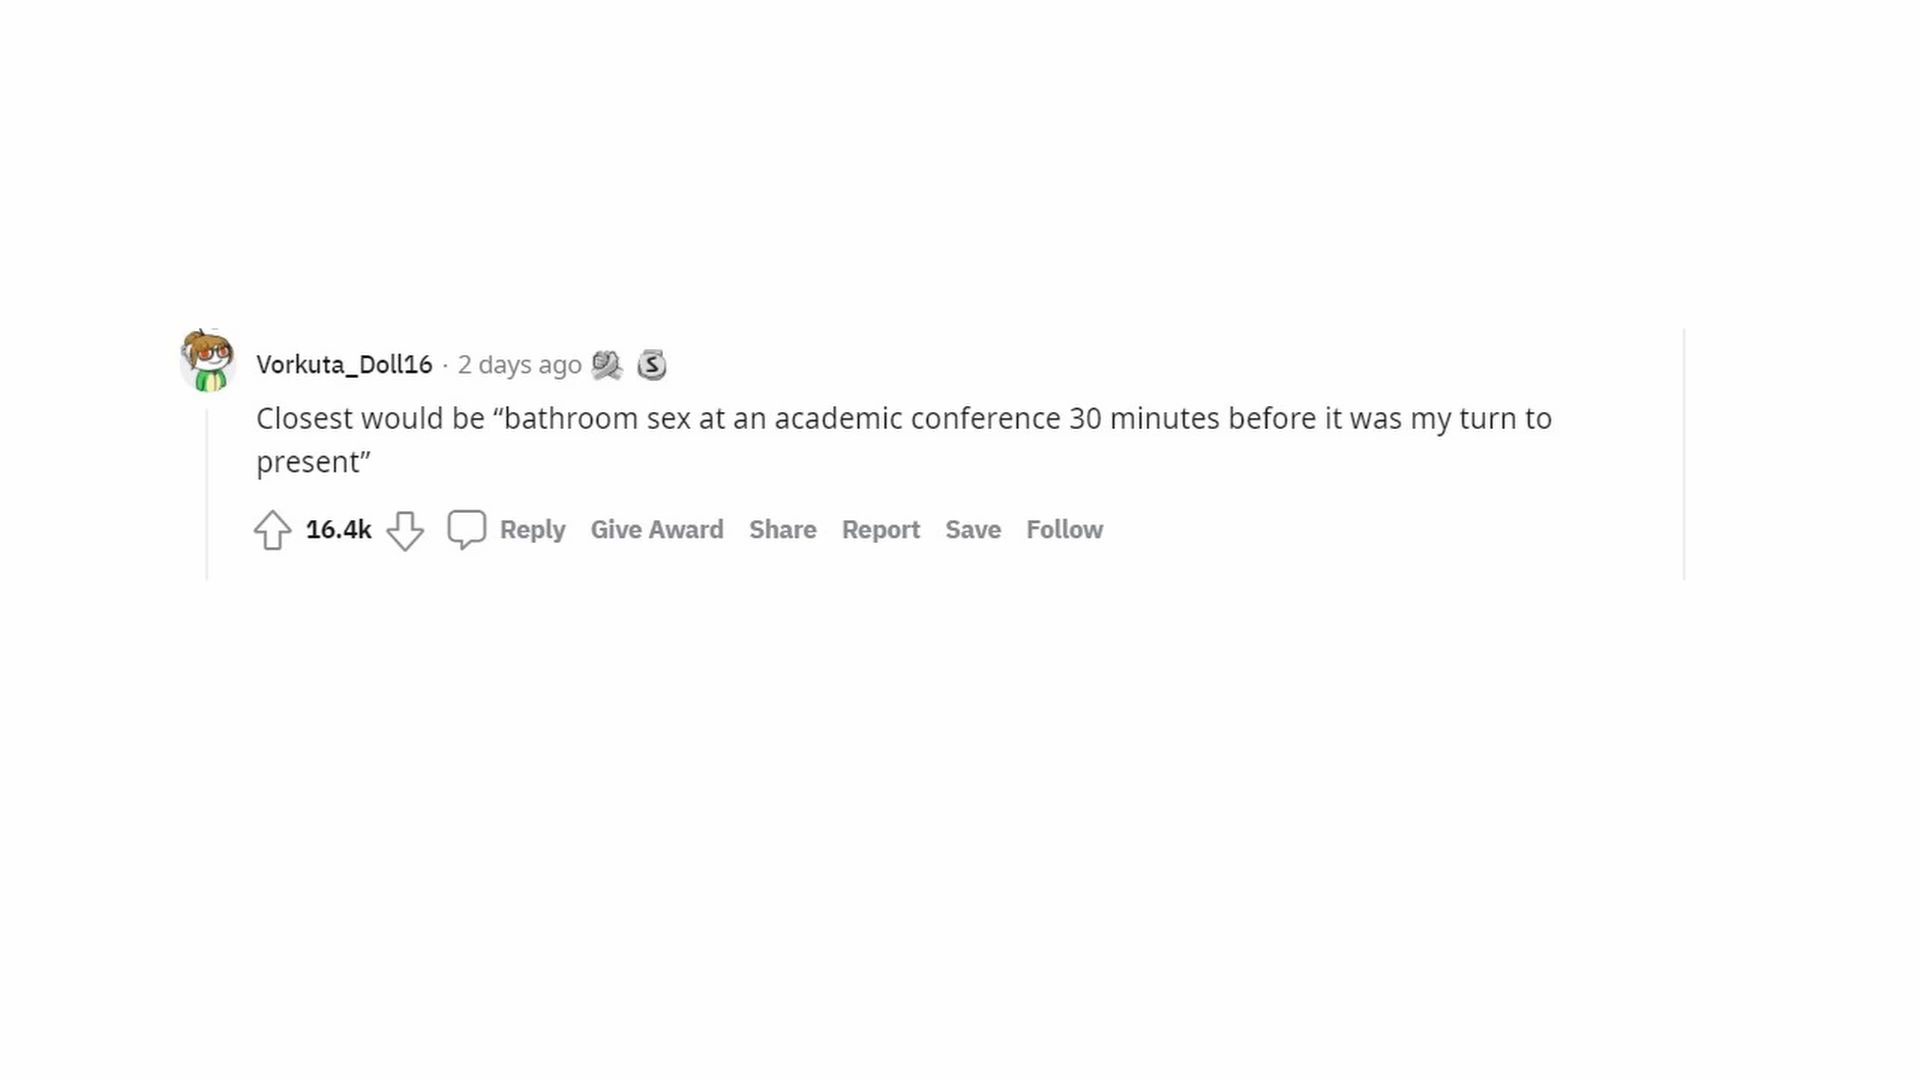 Vorkuta_Doll16 · 2 days ago S
Closest would be “bathroom sex at an academic conference 30 minutes before it was my turn to
present”
16.4k Reply Give Award Share Report Save Follow